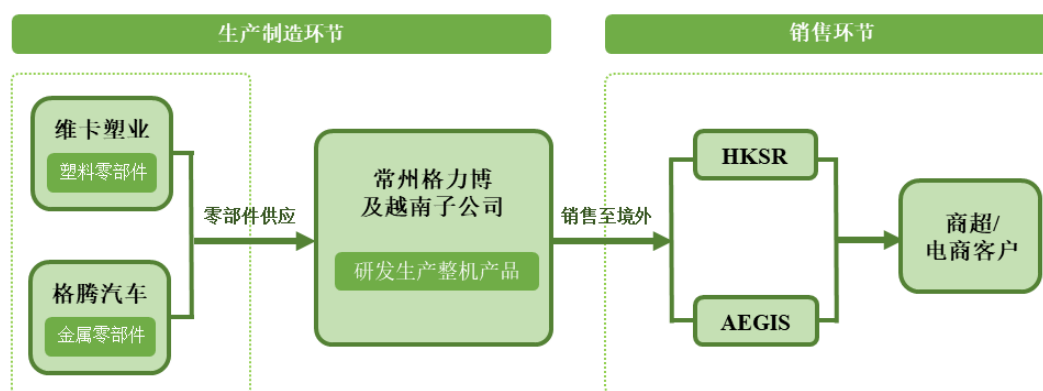 生产制造环节
销售环节
维卡塑业
塑料零部件
格腾汽车
金属零部件
零部件供应
常州格力博
及越南子公司
研发生产整机产品
销售至境外
HKSR
AEGIS
商超/
电商客户